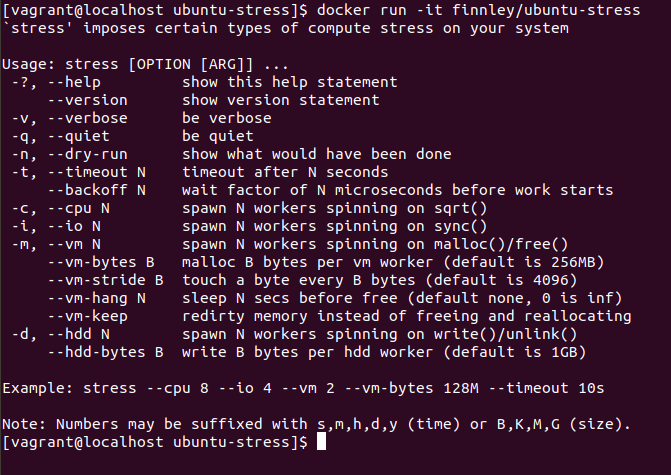 [vagrant@localhost ubuntu-stress]$ docker run -it finnley/ubuntu-stress
`stress' imposes certain types of compute stress on your system

Usage: stress [OPTION [ARG]] ...
 -?, --help         show this help statement
     --version      show version statement
 -v, --verbose      be verbose
 -q, --quiet        be quiet
 -n, --dry-run      show what would have been done
 -t, --timeout N    timeout after N seconds
     --backoff N    wait factor of N microseconds before work starts
 -c, --cpu N        spawn N workers spinning on sqrt()
 -i, --io N         spawn N workers spinning on sync()
 -m, --vm N         spawn N workers spinning on malloc()/free()
     --vm-bytes B   malloc B bytes per vm worker (default is 256MB)
     --vm-stride B  touch a byte every B bytes (default is 4096)
     --vm-hang N    sleep N secs before free (default none, 0 is inf)
     --vm-keep      redirty memory instead of freeing and reallocating
 -d, --hdd N        spawn N workers spinning on write()/unlink()
     --hdd-bytes B  write B bytes per hdd worker (default is 1GB)

Example: stress --cpu 8 --io 4 --vm 2 --vm-bytes 128M --timeout 10s

Note: Numbers may be suffixed with s,m,h,d,y (time) or B,K,M,G (size).
[vagrant@localhost ubuntu-stress]$